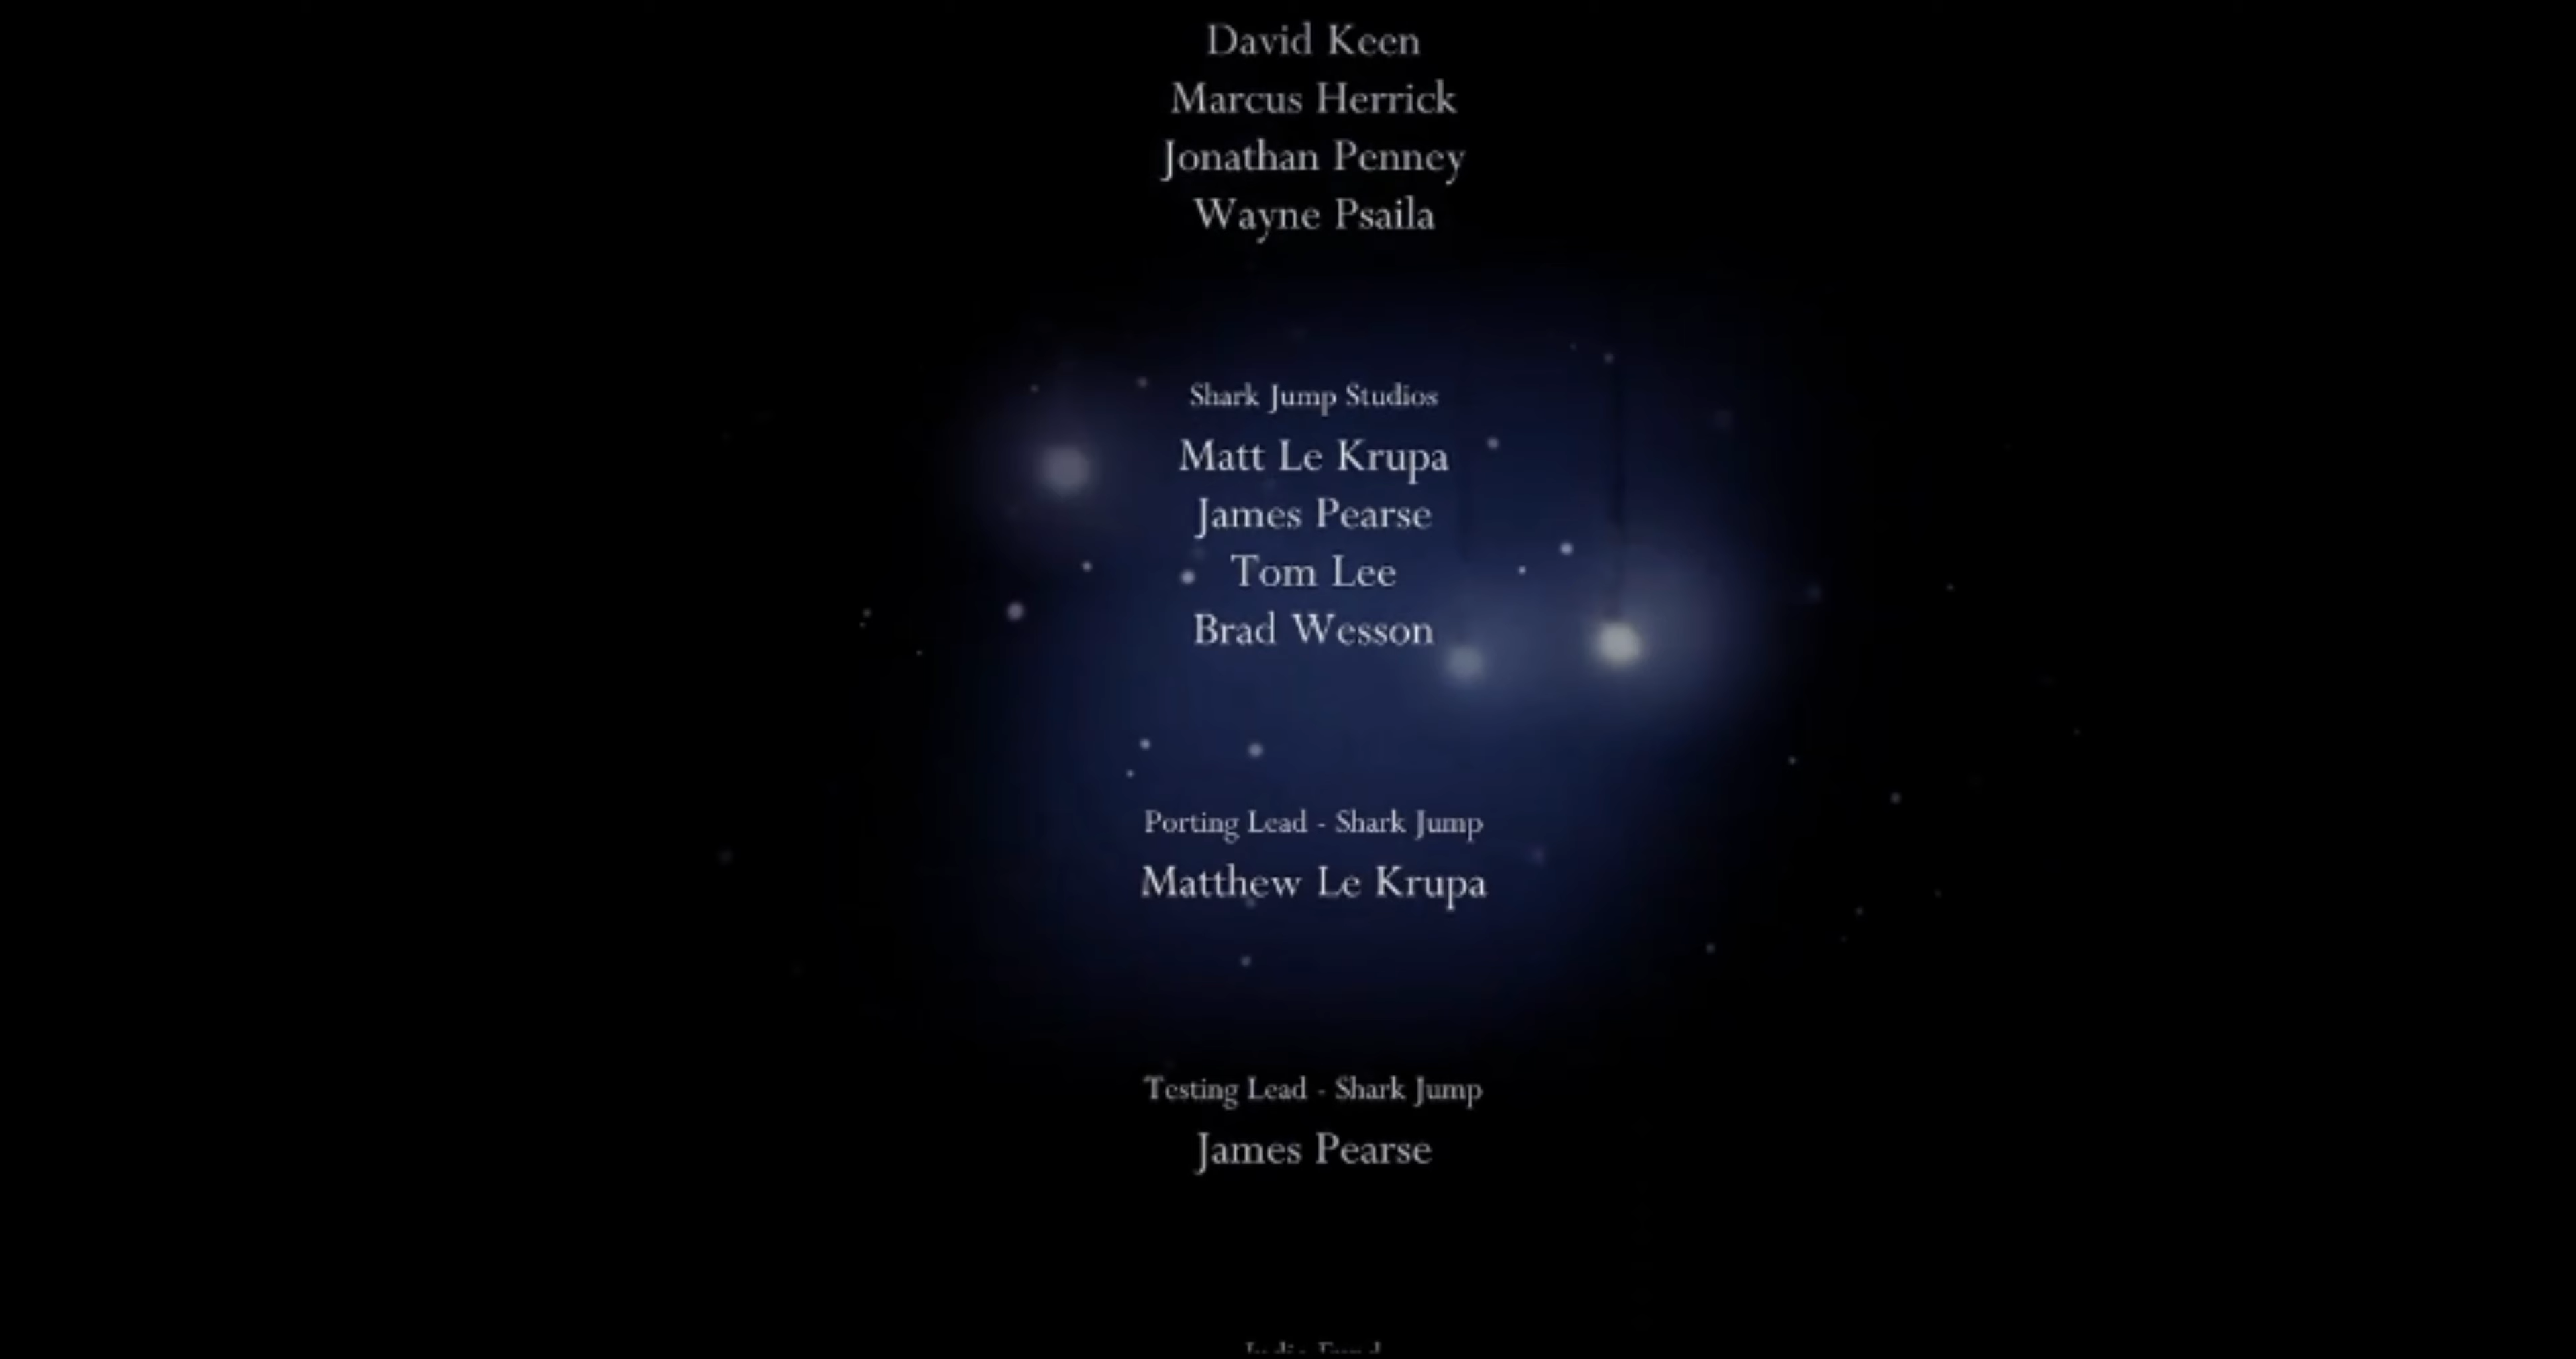 David Keen
Marcus Herrick
Jonathan Penney
Wayne Psaila
Shark Jump Studios
Matt Le Krupa
James Pearse
Tom Lee
Brad Wesson
Porting Lead - Shark Jump
Matthew Le Krupa
Testing Lead - Shark Jump
James Pearse